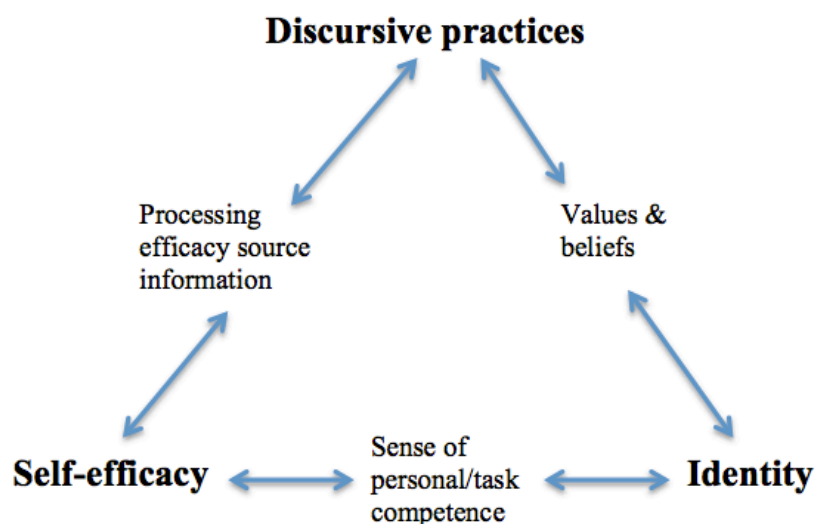 Discursive practices
Processing
efficacy source
information
Values &
beliefs
Self-efficacy
Sense of
personal/task
competence
Identity